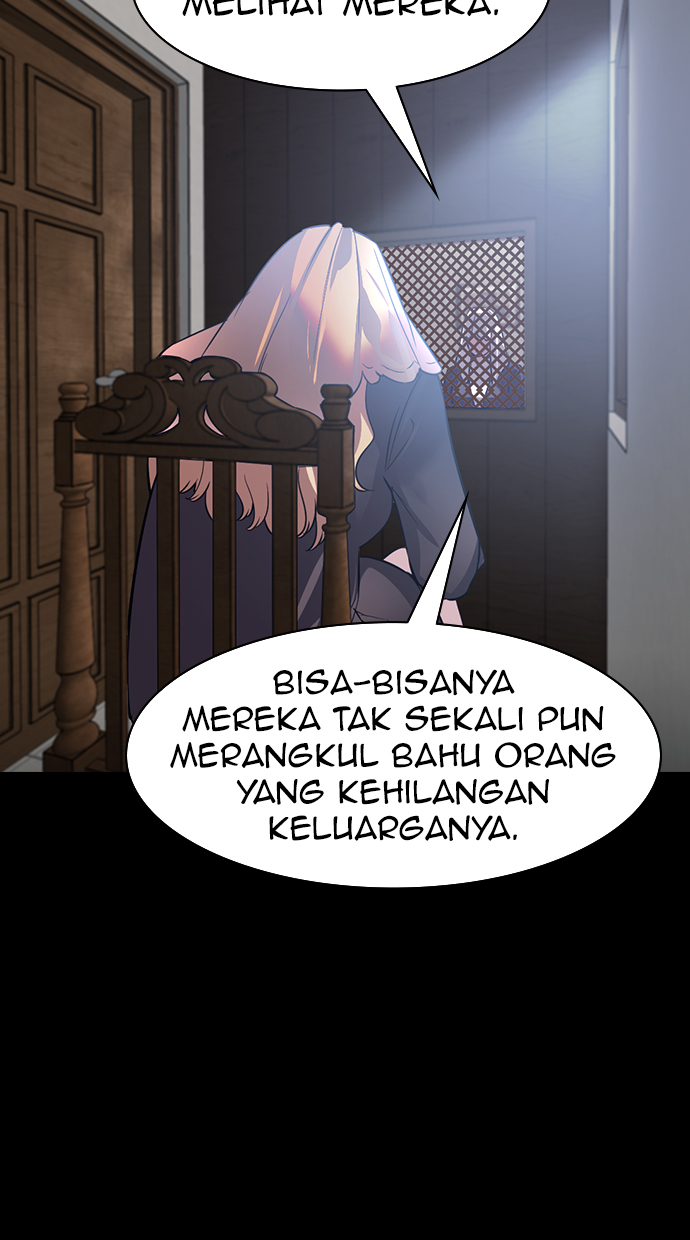 MELIHAT MEREKA.
BISA-BISANYA
MEREKA TAK SEKALI PUN
MERANGKUL BAHU ORANG
YANG KEHILANGAN
KELUARGANYA.